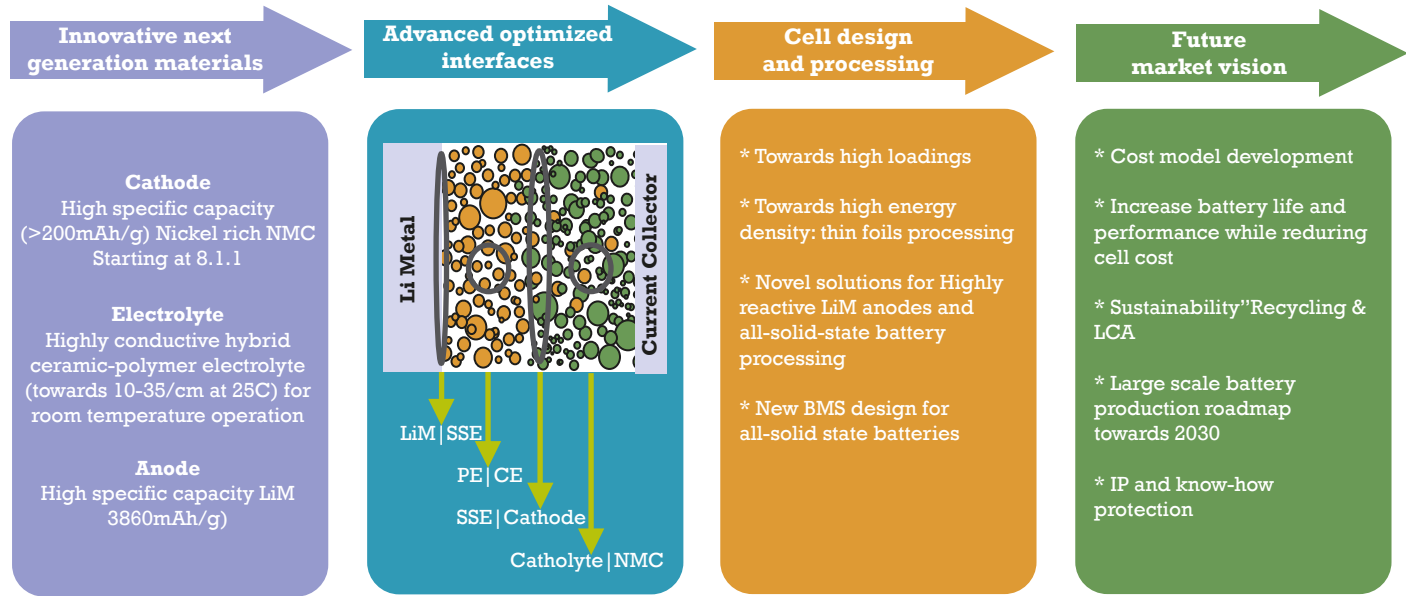 Innovative next
generation materials
Advanced optimized
interfaces
Cell design
and processing
Future
market vision
Cathode
High specific capacity
(>200mAh/g) Nickel rich NMC
Starting at 8.1.1
Electrolyte
Highly conductive hybrid
ceramic-polymer electrolyte
(towards 10-35/cm at 25C) for
room temperature operation
Anode
High specific capacity LiM
3860mAh/g)
Li Metal
Current Collector
LiM|SSE
PE|CE
SSE|Cathode
Catholyte|NMC
* Towards high loadings
* Towards high energy
density: thin foils processing
* Novel solutions for Highly
reactive LiM anodes and
all-solid-state battery
processing
* New BMS design for
all-solid state batteries
* Cost model development
* Increase battery life and
performance while reduring
cell cost
* Sustainability”Recycling &
LCA
* Large scale battery
production roadmap
towards 2030
* IP and know-how
protection